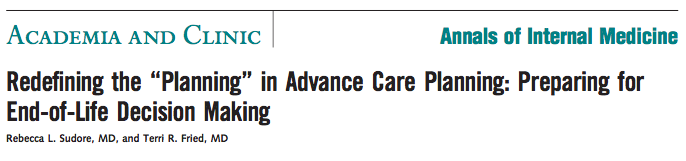 ACADEMIA AND CLINIC
Annals of Internal Medicine
Redefining the “Planning” in Advance Care Planning: Preparing for
End-of-Life Decision Making
Rebecca L. Sudore, MD, and Terri R. Fried, MD